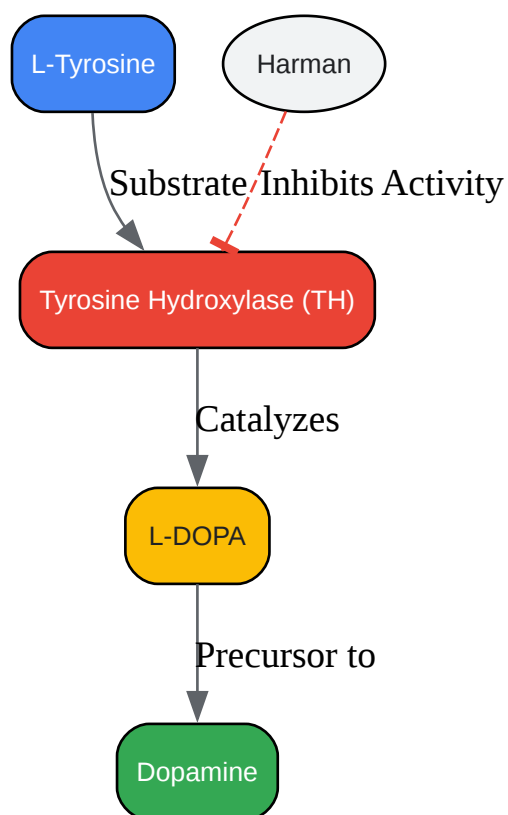 L-Tyrosine
Harman
Substrate
Inhibits Activity
Tyrosine Hydroxylase (TH)
Catalyzes
L-DOPA
Precursor to
Dopamine